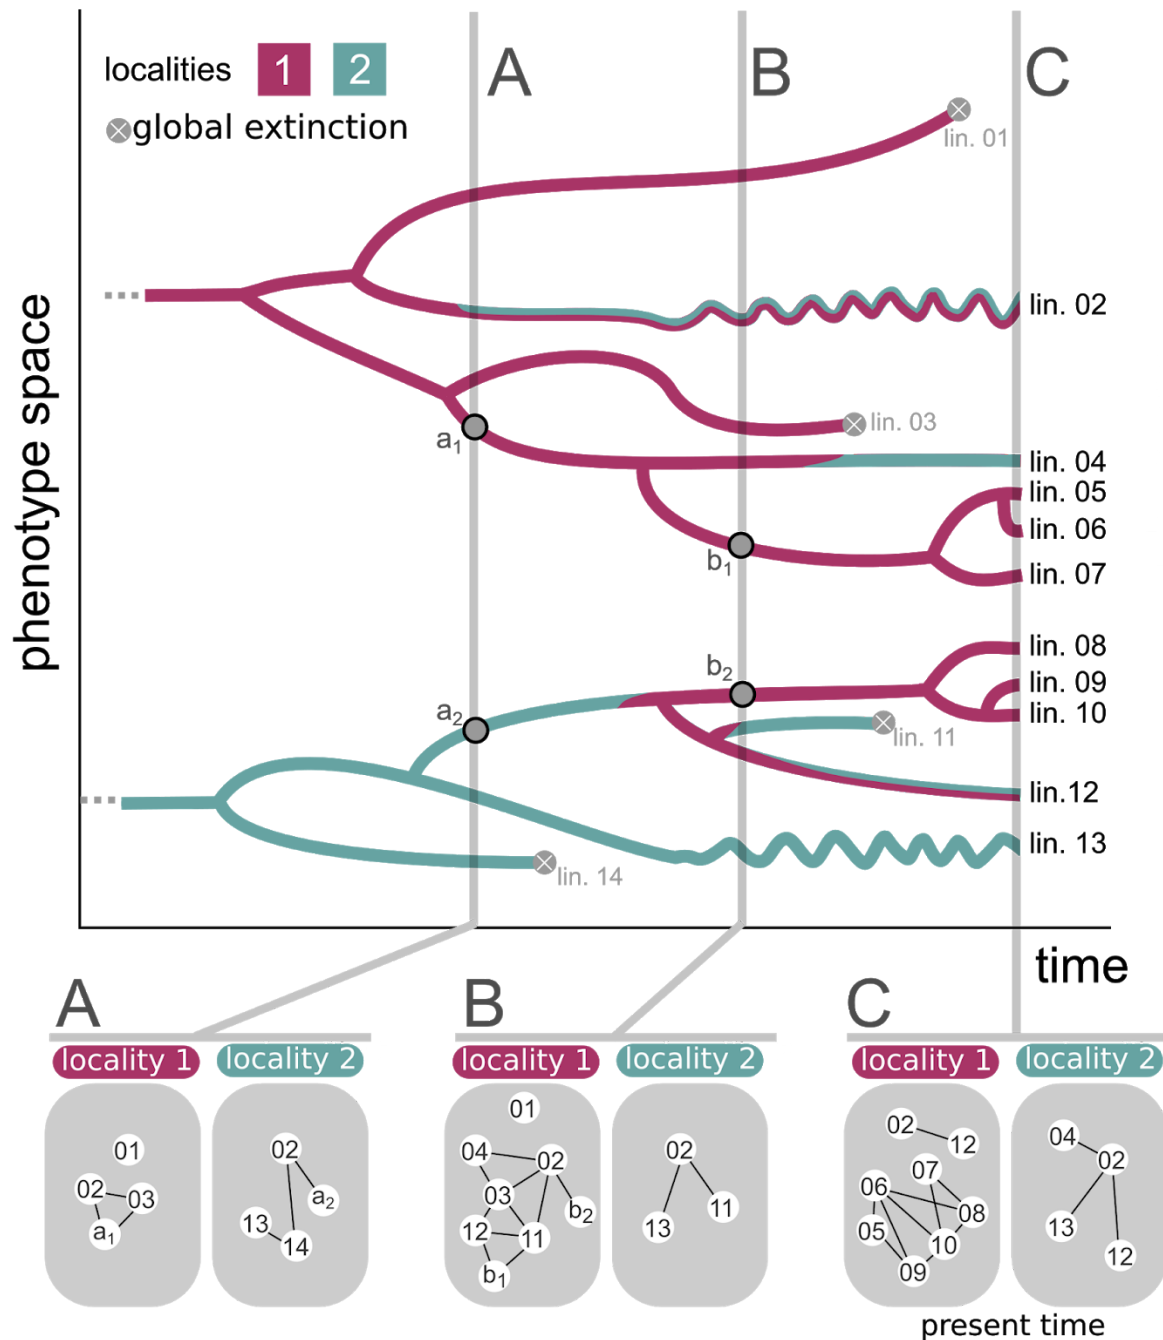 localities 1 2
global extinction
A
B
C
phenotype space
lin. 01
lin. 02
lin. 03
a1
lin. 04
lin. 05
lin. 06
b1
lin. 07
lin. 08
b2
lin. 09
a2
lin. 10
lin. 11
lin.12
lin. 13
lin. 14
time
A
locality 1
locality 2
01
02
03
a1
02
a2
13
14
B
locality 1
locality 2
01
04
02
03
b2
12
11
b1
02
11
13
C
locality 1
locality 2
02
12
07
06
08
05
10
09
04
02
13
12
present time